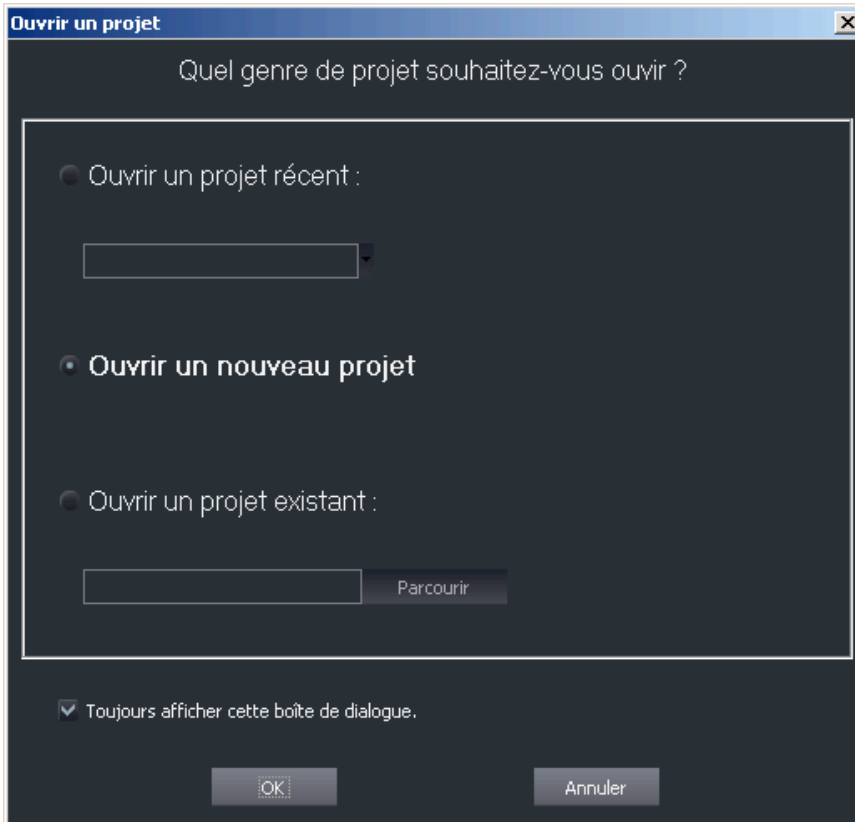 Ouvrir un projet
Quel genre de projet souhaitez-vous ouvrir ?
Ouvrir un projet récent :
Ouvrir un nouveau projet
Ouvrir un projet existant :
Parcourir
Toujours afficher cette boîte de dialogue.
OK
Annuler